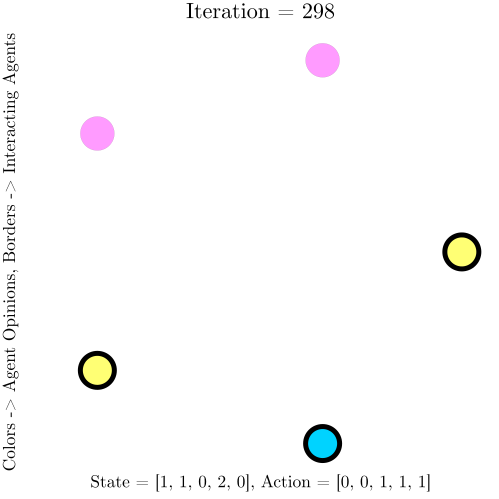 Iteration = 298
Colors -> Agent Opinions, Borders -> Interacting Agents
State = [1, 1, 0, 2, 0], Action = [0, 0, 1, 1, 1]